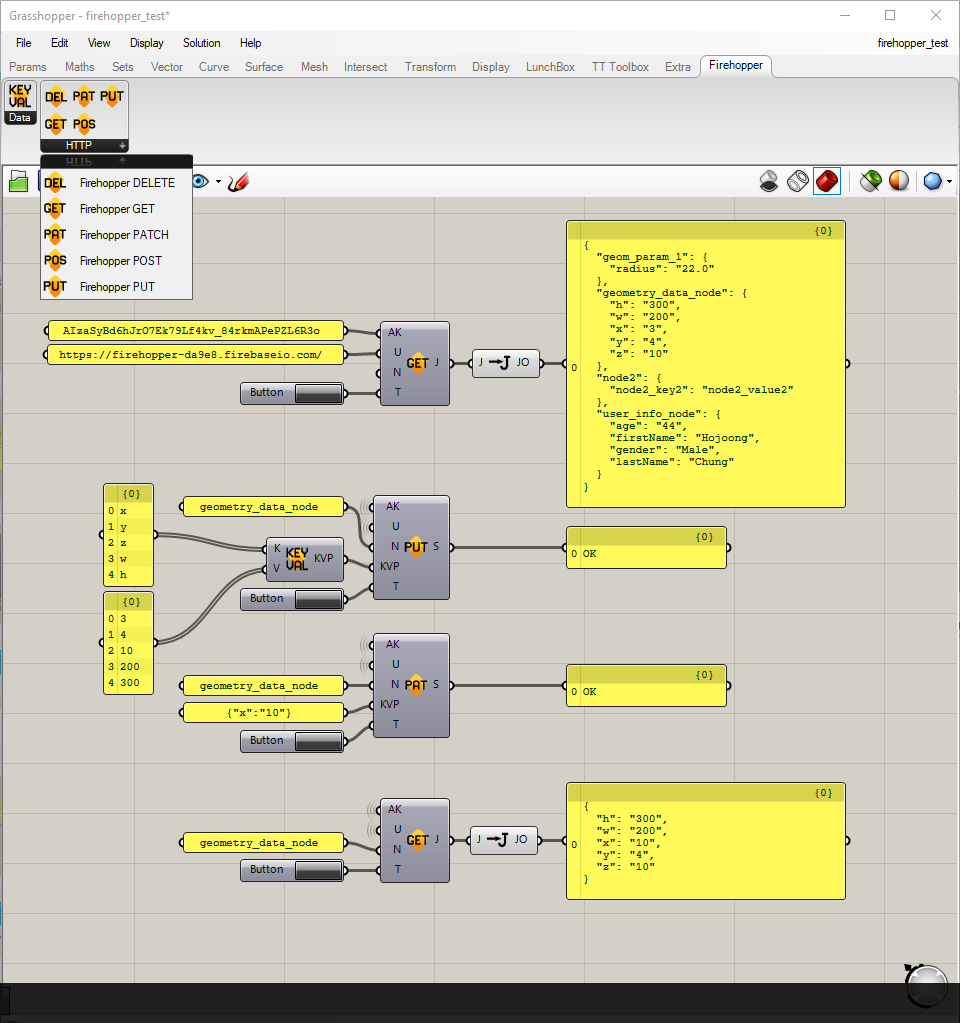 Grasshopper - firehopper_test*
File Edit View Display Solution Help firehopper_test
Params Maths Sets Vector Curve Surface Mesh Intersect Transform Display LunchBox TT Toolbox Extra Firehopper
KEY VAL
Data
DEL PAT PUT
GET POS
HTTP
HTTP
DEL Firehopper DELETE
GET Firehopper GET
PAT Firehopper PATCH
POS Firehopper POST
PUT Firehopper PUT
AIzaSyBd6hJrO7Ek79Lf4kv_84rkmAPePZL6R3o
https://firehopper-da9e8.firebaseio.com/
Button
AK
U
N
T
GET J
J J JO
{0}
0
{
"geom_param_1": {
"radius": "22.0"
},
"geometry_data_node": {
"h": "300",
"w": "200",
"x": "3",
"y": "4",
"z": "10"
},
"node2": {
"node2_key2": "node2_value2"
},
"user_info_node": {
"age": "44",
"firstName": "Hojoong",
"gender": "Male",
"lastName": "Chung"
}
}
{0}
0 x
1 y
2 z
3 w
4 h
{0}
0 3
1 4
2 10
3 200
4 300
geometry_data_node
K
V
KEY VAL
KVP
Button
AK
U
N
KVP
T
PUT S
{0}
0 OK
geometry_data_node
{"x":"10"}
Button
AK
U
N
KVP
T
PAT S
{0}
0 OK
geometry_data_node
Button
AK
U
N
T
GET J
J J JO
{0}
0
{
"h": "300",
"w": "200",
"x": "10",
"y": "4",
"z": "10"
}